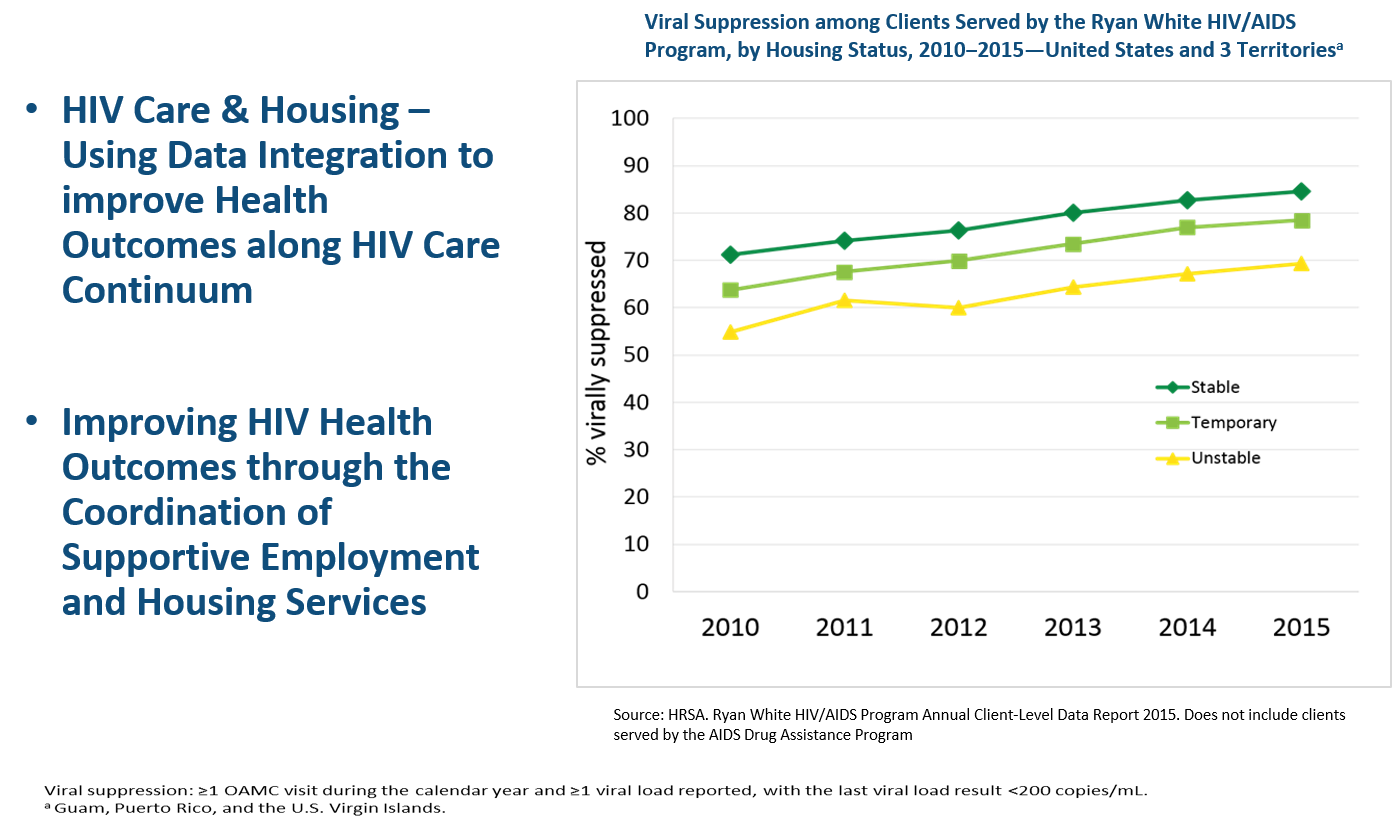 Viral Suppression among Clients Served by the Ryan White HIV/AIDS
Program, by Housing Status, 2010–2015—United States and 3 Territoriesᵃ
• HIV Care & Housing –
Using Data Integration to
improve Health
Outcomes along HIV Care
Continuum
• Improving HIV Health
Outcomes through the
Coordination of
Supportive Employment
and Housing Services
% virally suppressed
100
90
80
70
60
50
40
30
20
10
0
2010 2011 2012 2013 2014 2015
Stable
Temporary
Unstable
Source: HRSA. Ryan White HIV/AIDS Program Annual Client-Level Data Report 2015. Does not include clients
served by the AIDS Drug Assistance Program
Viral suppression: ≥1 OAMC visit during the calendar year and ≥1 viral load reported, with the last viral load result <200 copies/mL.
ᵃ Guam, Puerto Rico, and the U.S. Virgin Islands.